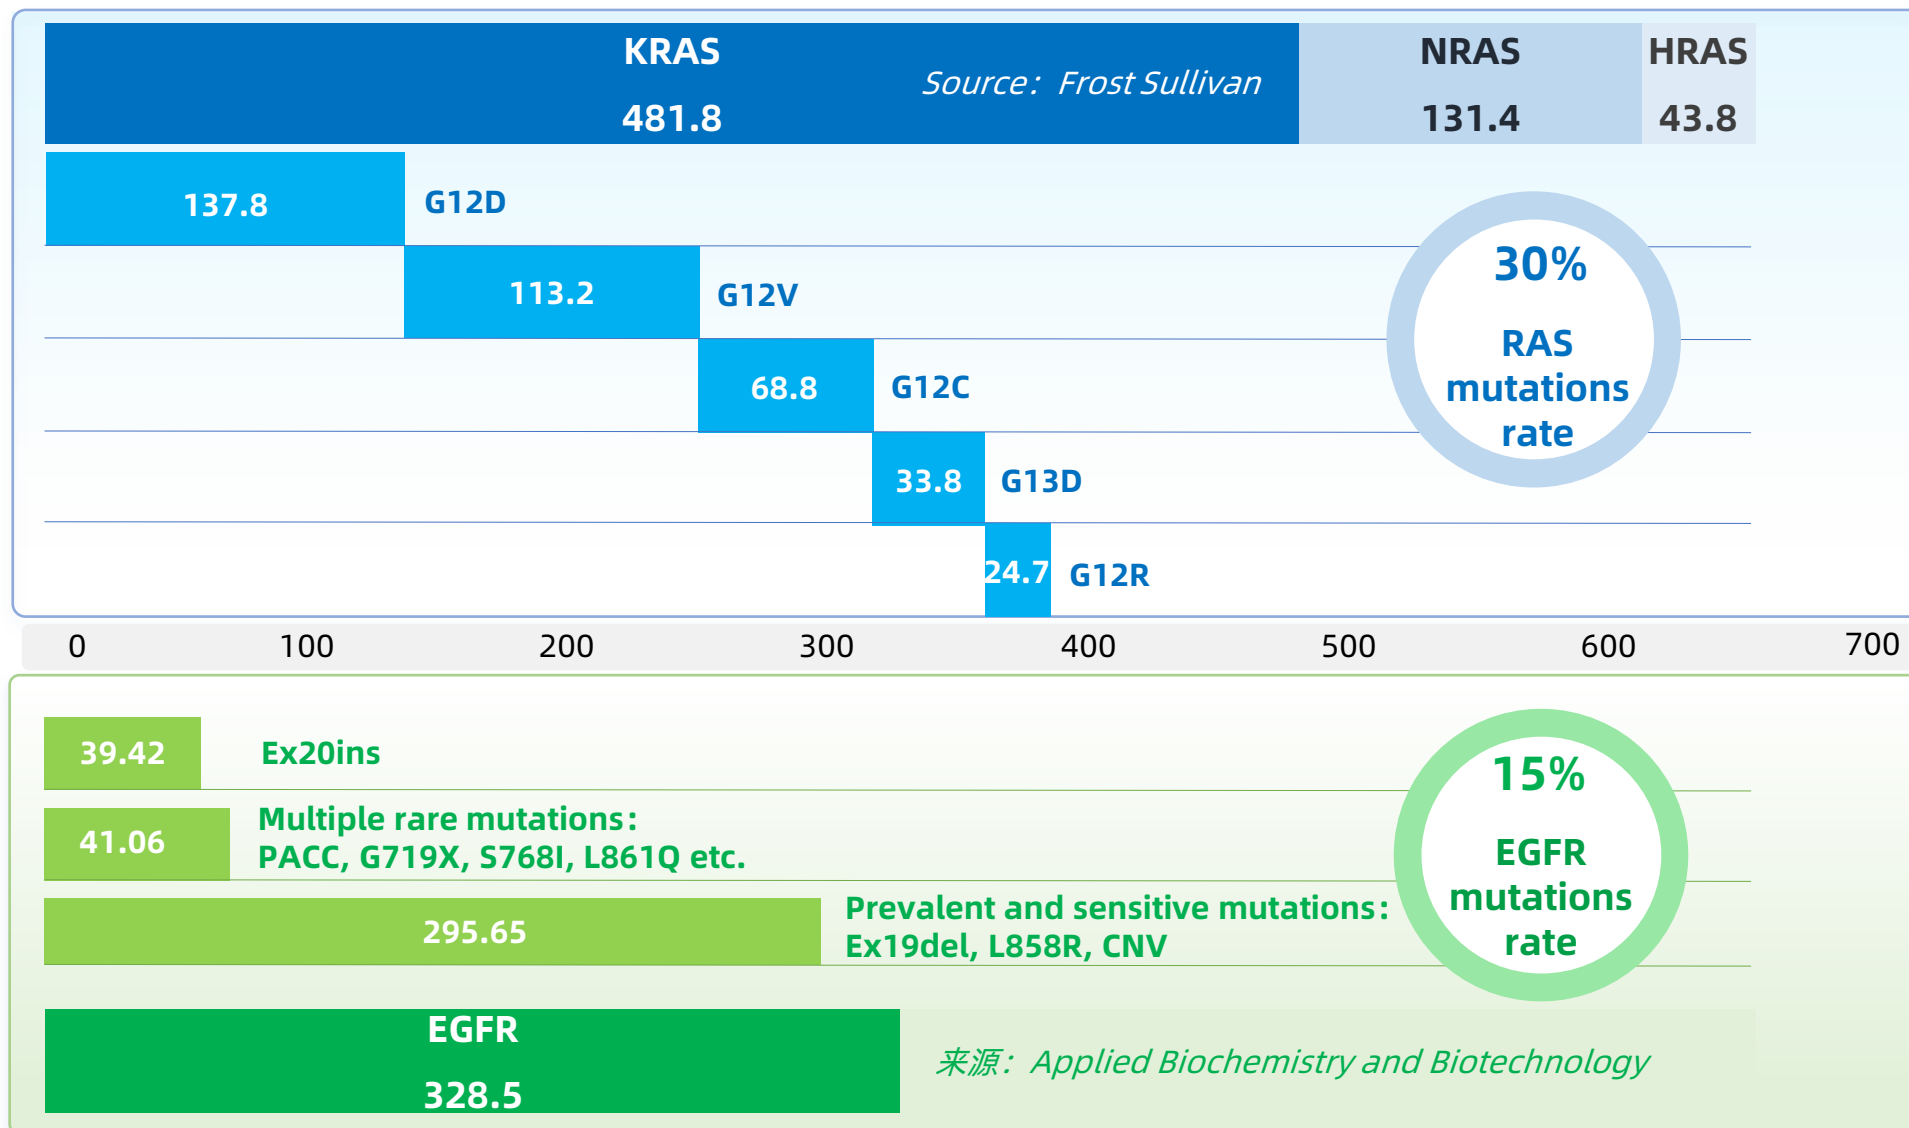 KRAS
481.8
Source：Frost Sullivan
NRAS
131.4
HRAS
43.8
137.8
G12D
113.2
G12V
68.8
G12C
33.8
G13D
24.7
G12R
30%
RAS
mutations
rate
0 100 200 300 400 500 600 700
39.42
Ex20ins
41.06
Multiple rare mutations：
PACC, G719X, S768I, L861Q etc.
295.65
Prevalent and sensitive mutations：
Ex19del, L858R, CNV
15%
EGFR
mutations
rate
EGFR
328.5
来源：Applied Biochemistry and Biotechnology